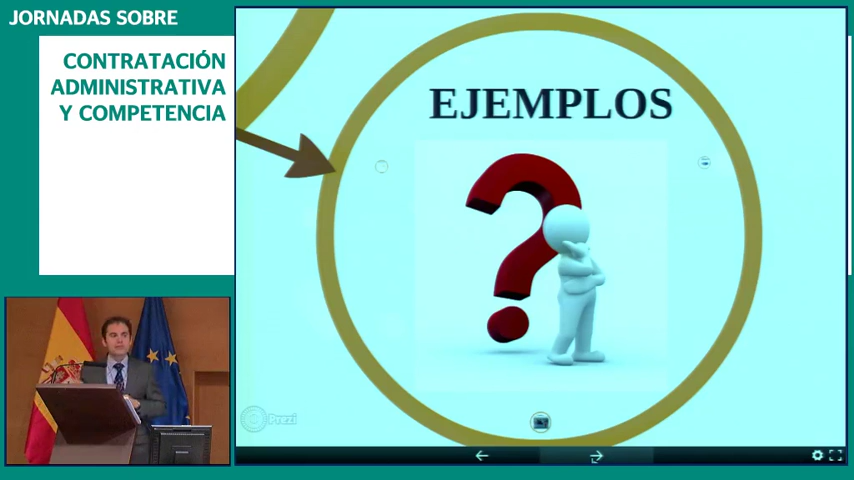 JORNADAS SOBRE
CONTRATACIÓN
ADMINISTRATIVA
Y COMPETENCIA
EJEMPLOS
Prezi